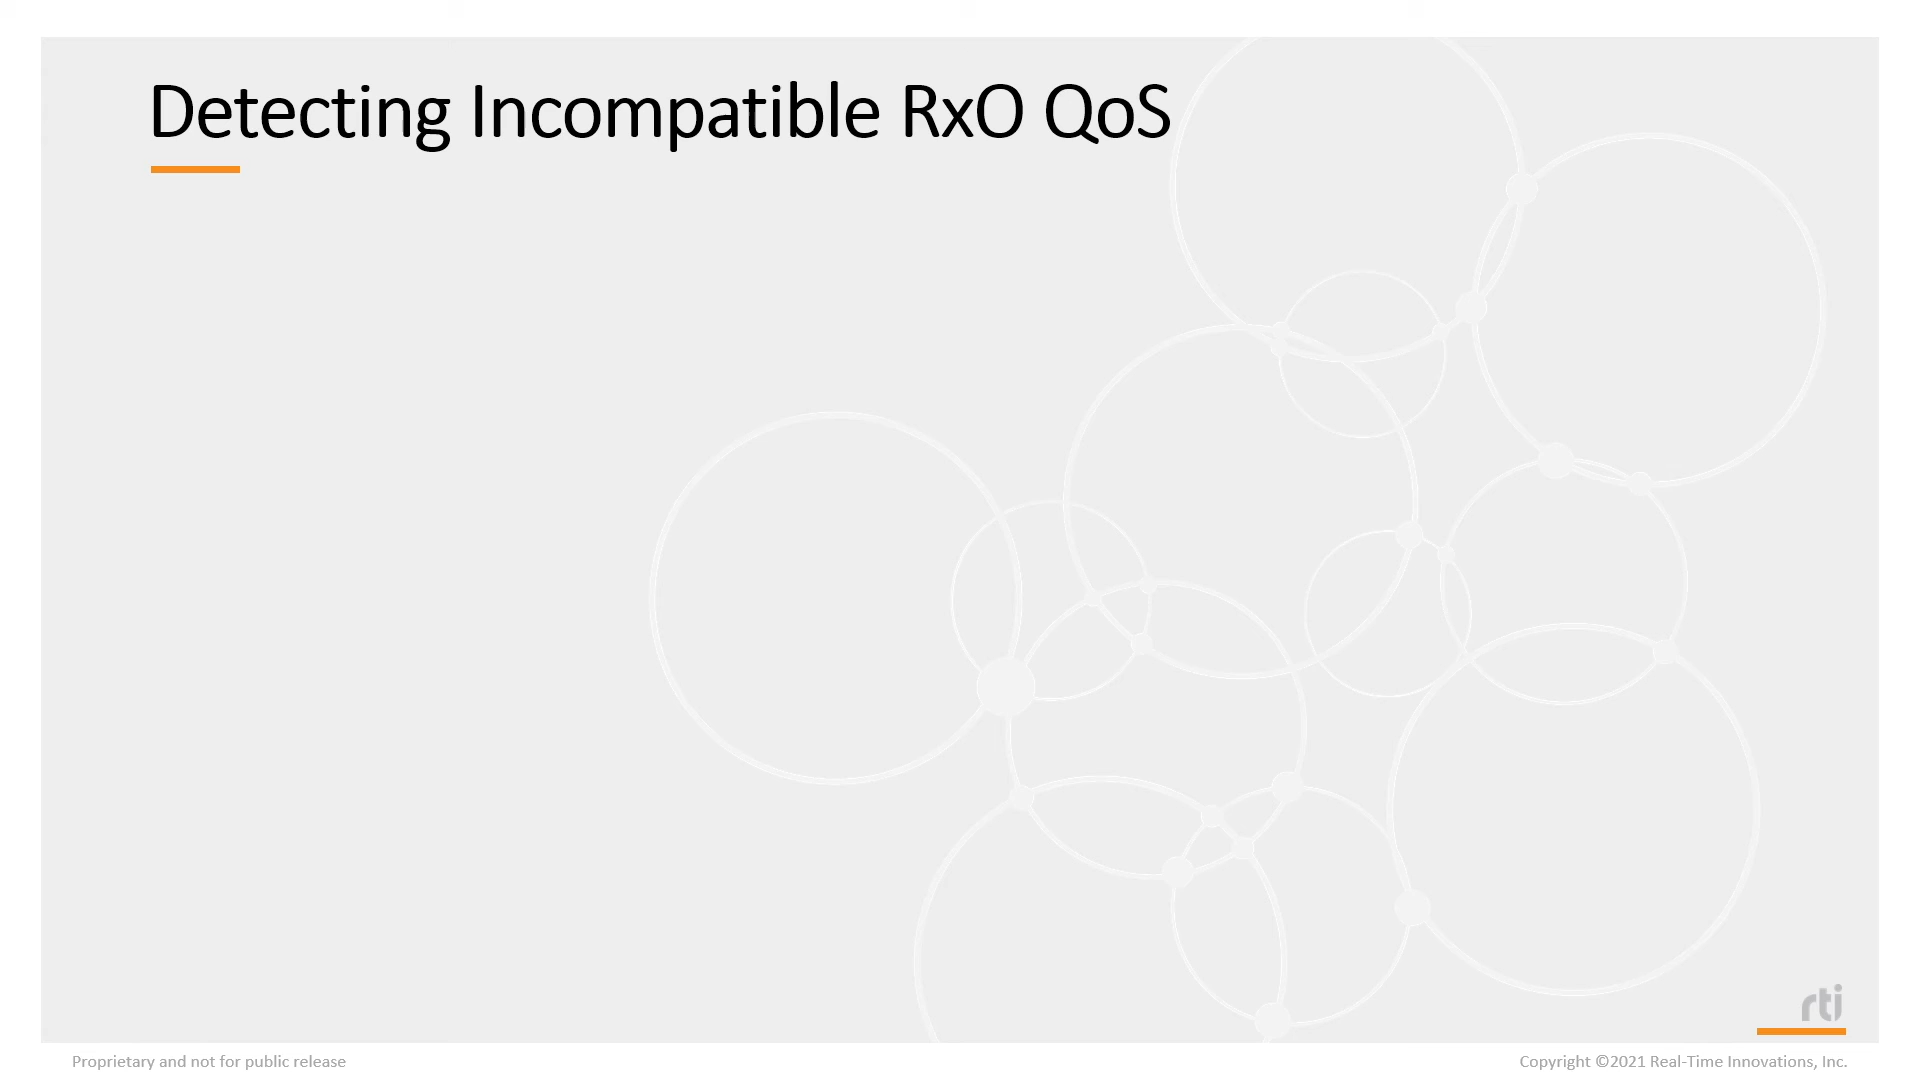 Detecting Incompatible RxO QoS
rti
Proprietary and not for public release
Copyright ©2021 Real-Time Innovations, Inc.